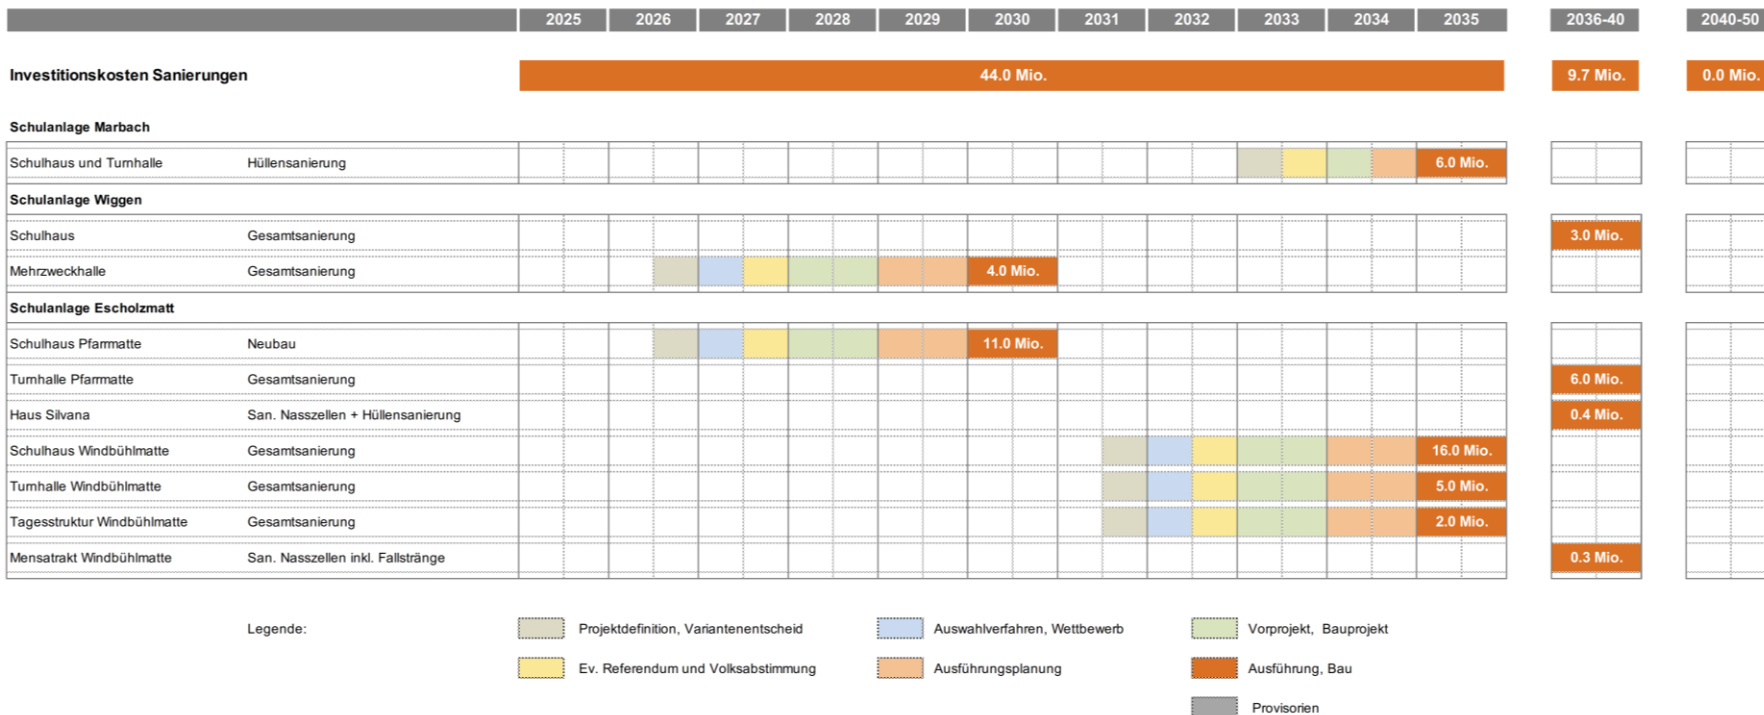 2025 2026 2027 2028 2029 2030 2031 2032 2033 2034 2035 2036-40 2040-50
Investitionskosten Sanierungen 44.0 Mio. 9.7 Mio. 0.0 Mio.
Schulanlage Marbach
Schulhaus und Turnhalle Hüllensanierung 6.0 Mio.
Schulanlage Wiggen
Schulhaus Gesamtsanierung 3.0 Mio.
Mehrzweckhalle Gesamtsanierung 4.0 Mio.
Schulanlage Escholzmatt
Schulhaus Pfarrmatte Neubau 11.0 Mio.
Turnhalle Pfarrmatte Gesamtsanierung 6.0 Mio.
Haus Silvana San. Nasszellen + Hüllensanierung 0.4 Mio.
Schulhaus Windbühlmatte Gesamtsanierung 16.0 Mio.
Turnhalle Windbühlmatte Gesamtsanierung 5.0 Mio.
Tagesstruktur Windbühlmatte Gesamtsanierung 2.0 Mio.
Mensatrakt Windbühlmatte San. Nasszellen inkl. Fallstränge 0.3 Mio.
Legende: Projektdefinition, Variantenentscheid Auswahlverfahren, Wettbewerb Vorprojekt, Bauprojekt
Ev. Referendum und Volksabstimmung Ausführungsplanung Ausführung, Bau
Provisorien